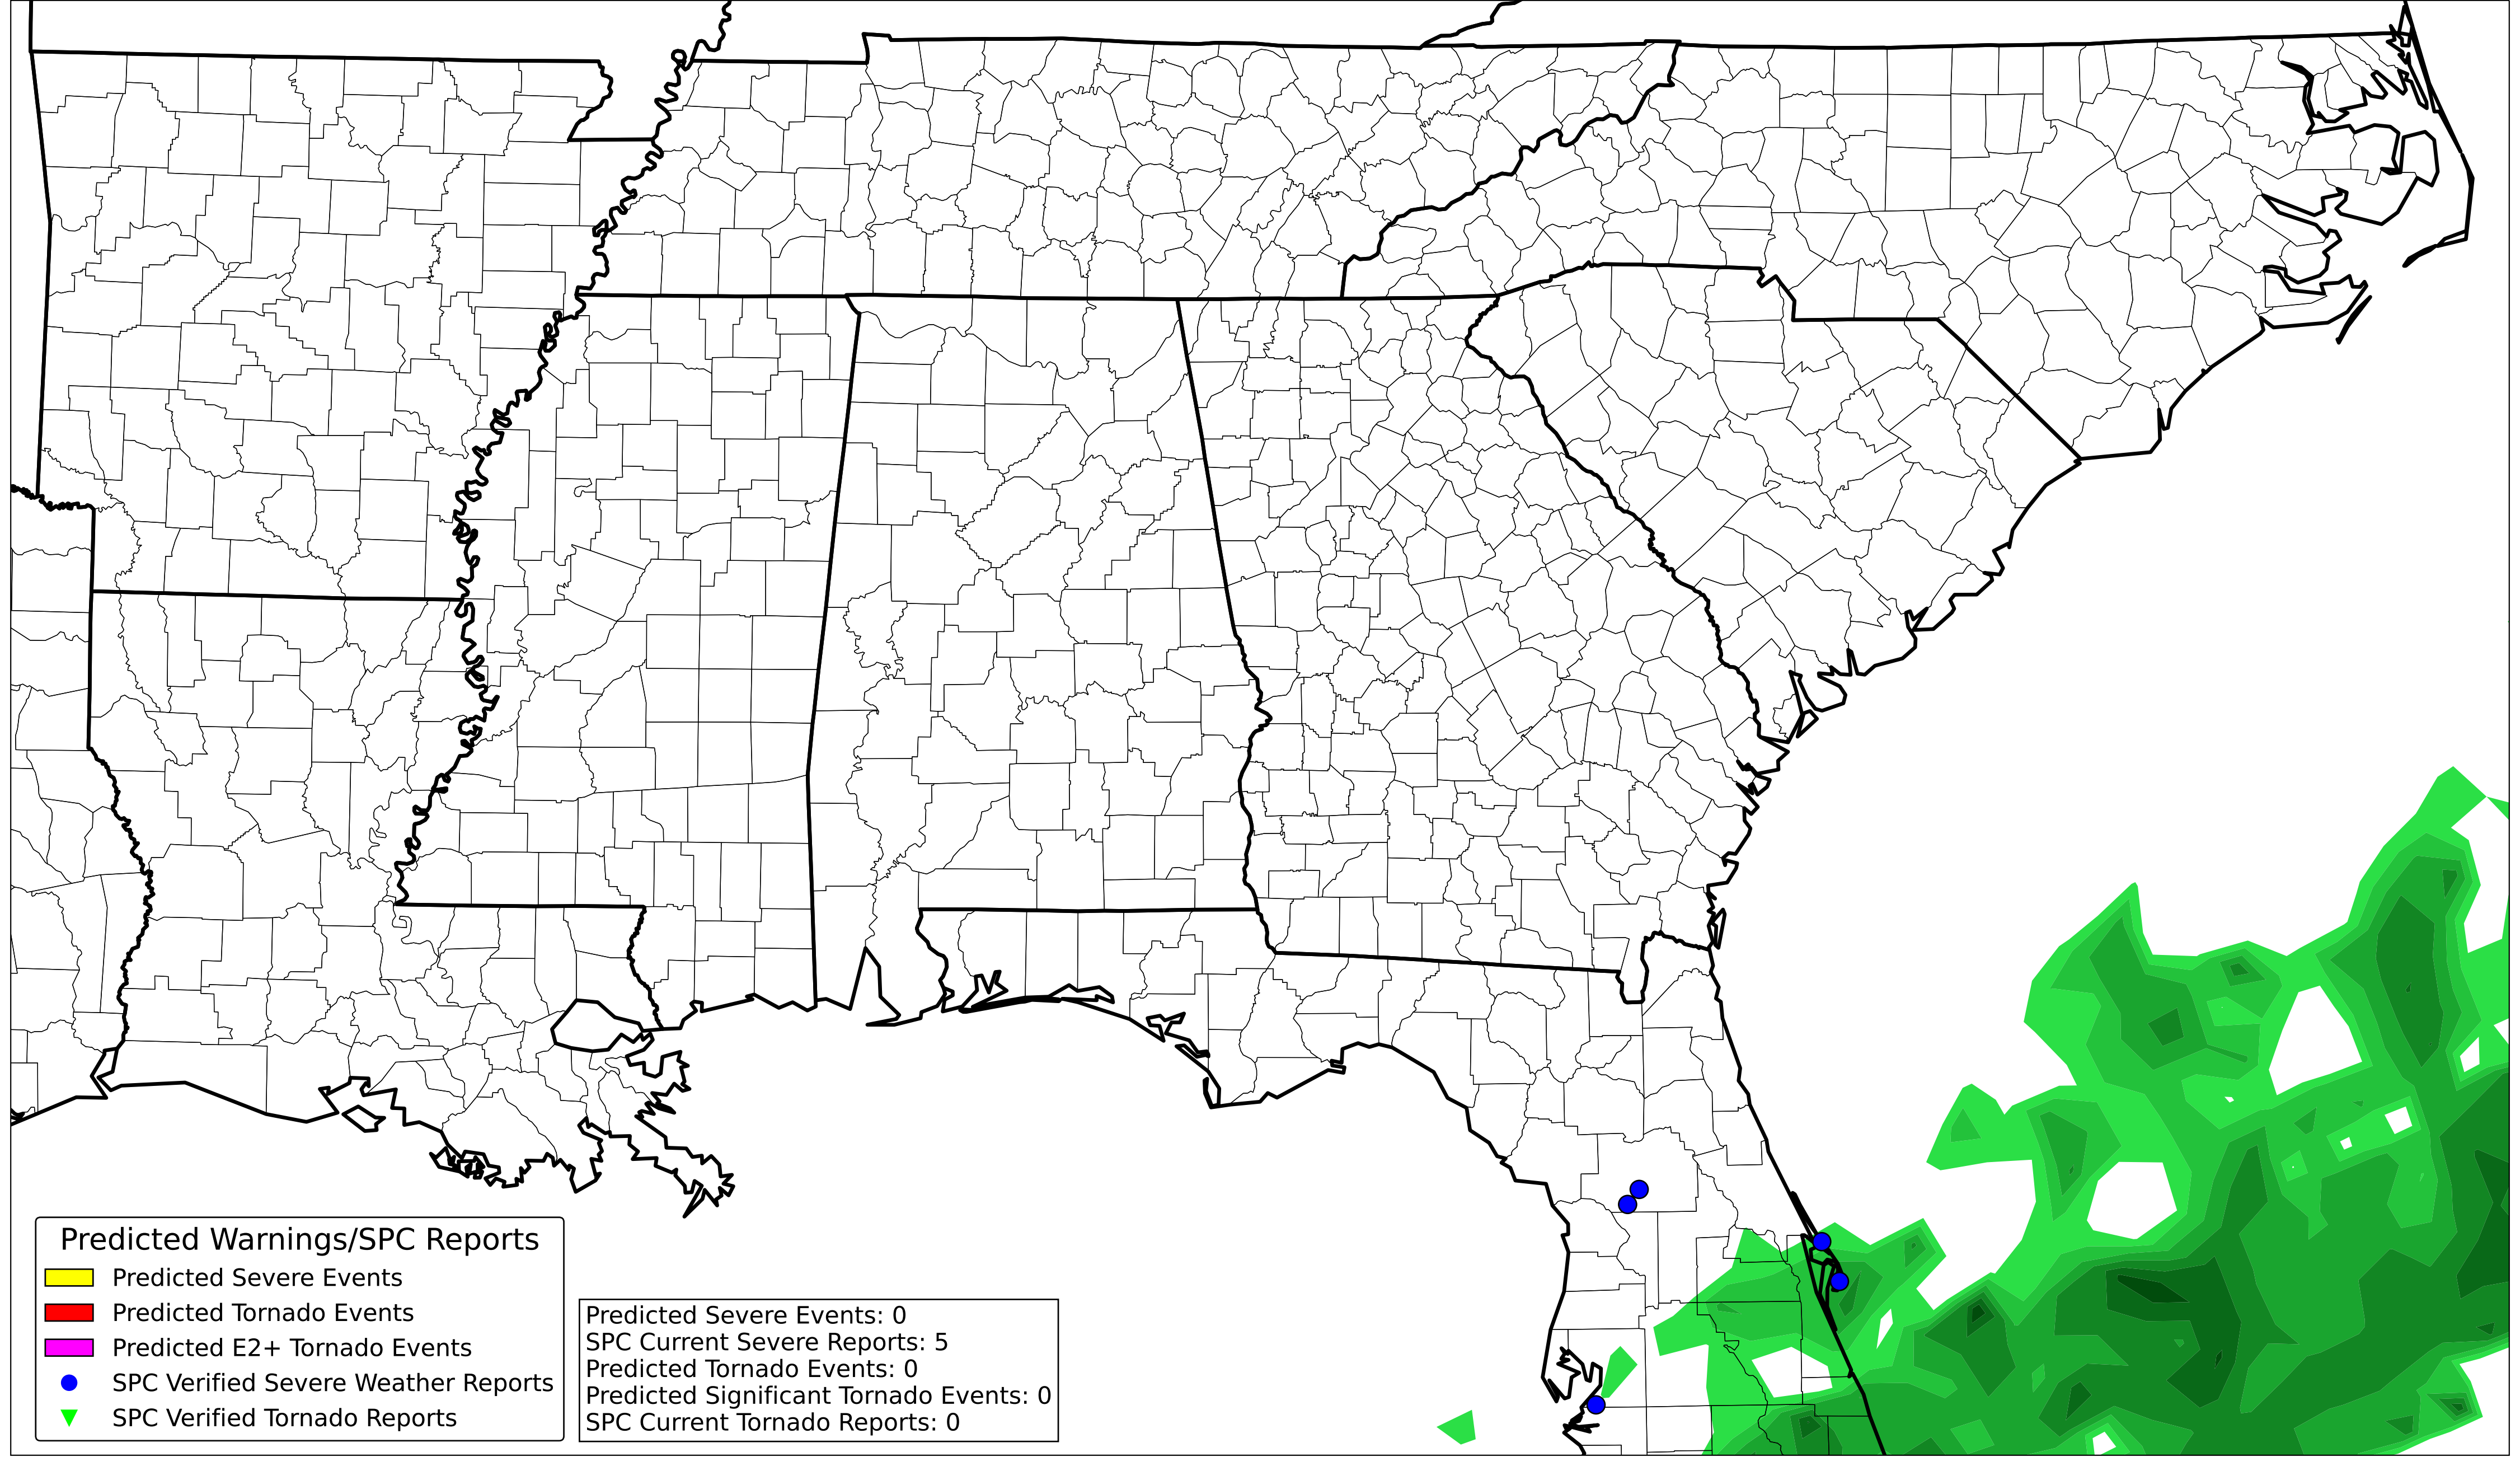 Predicted Warnings/SPC Reports
Predicted Severe Events
Predicted Tornado Events
Predicted E2+ Tornado Events
SPC Verified Severe Weather Reports
SPC Verified Tornado Reports
Predicted Severe Events: 0
SPC Current Severe Reports: 5
Predicted Tornado Events: 0
Predicted Significant Tornado Events: 0
SPC Current Tornado Reports: 0